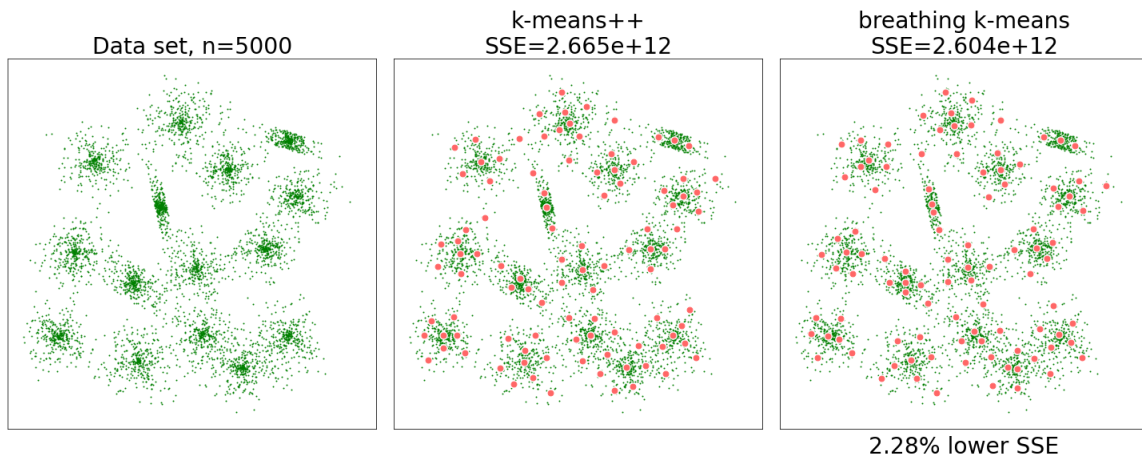 Data set, n=5000
k-means++
SSE=2.665e+12
breathing k-means
SSE=2.604e+12
2.28% lower SSE